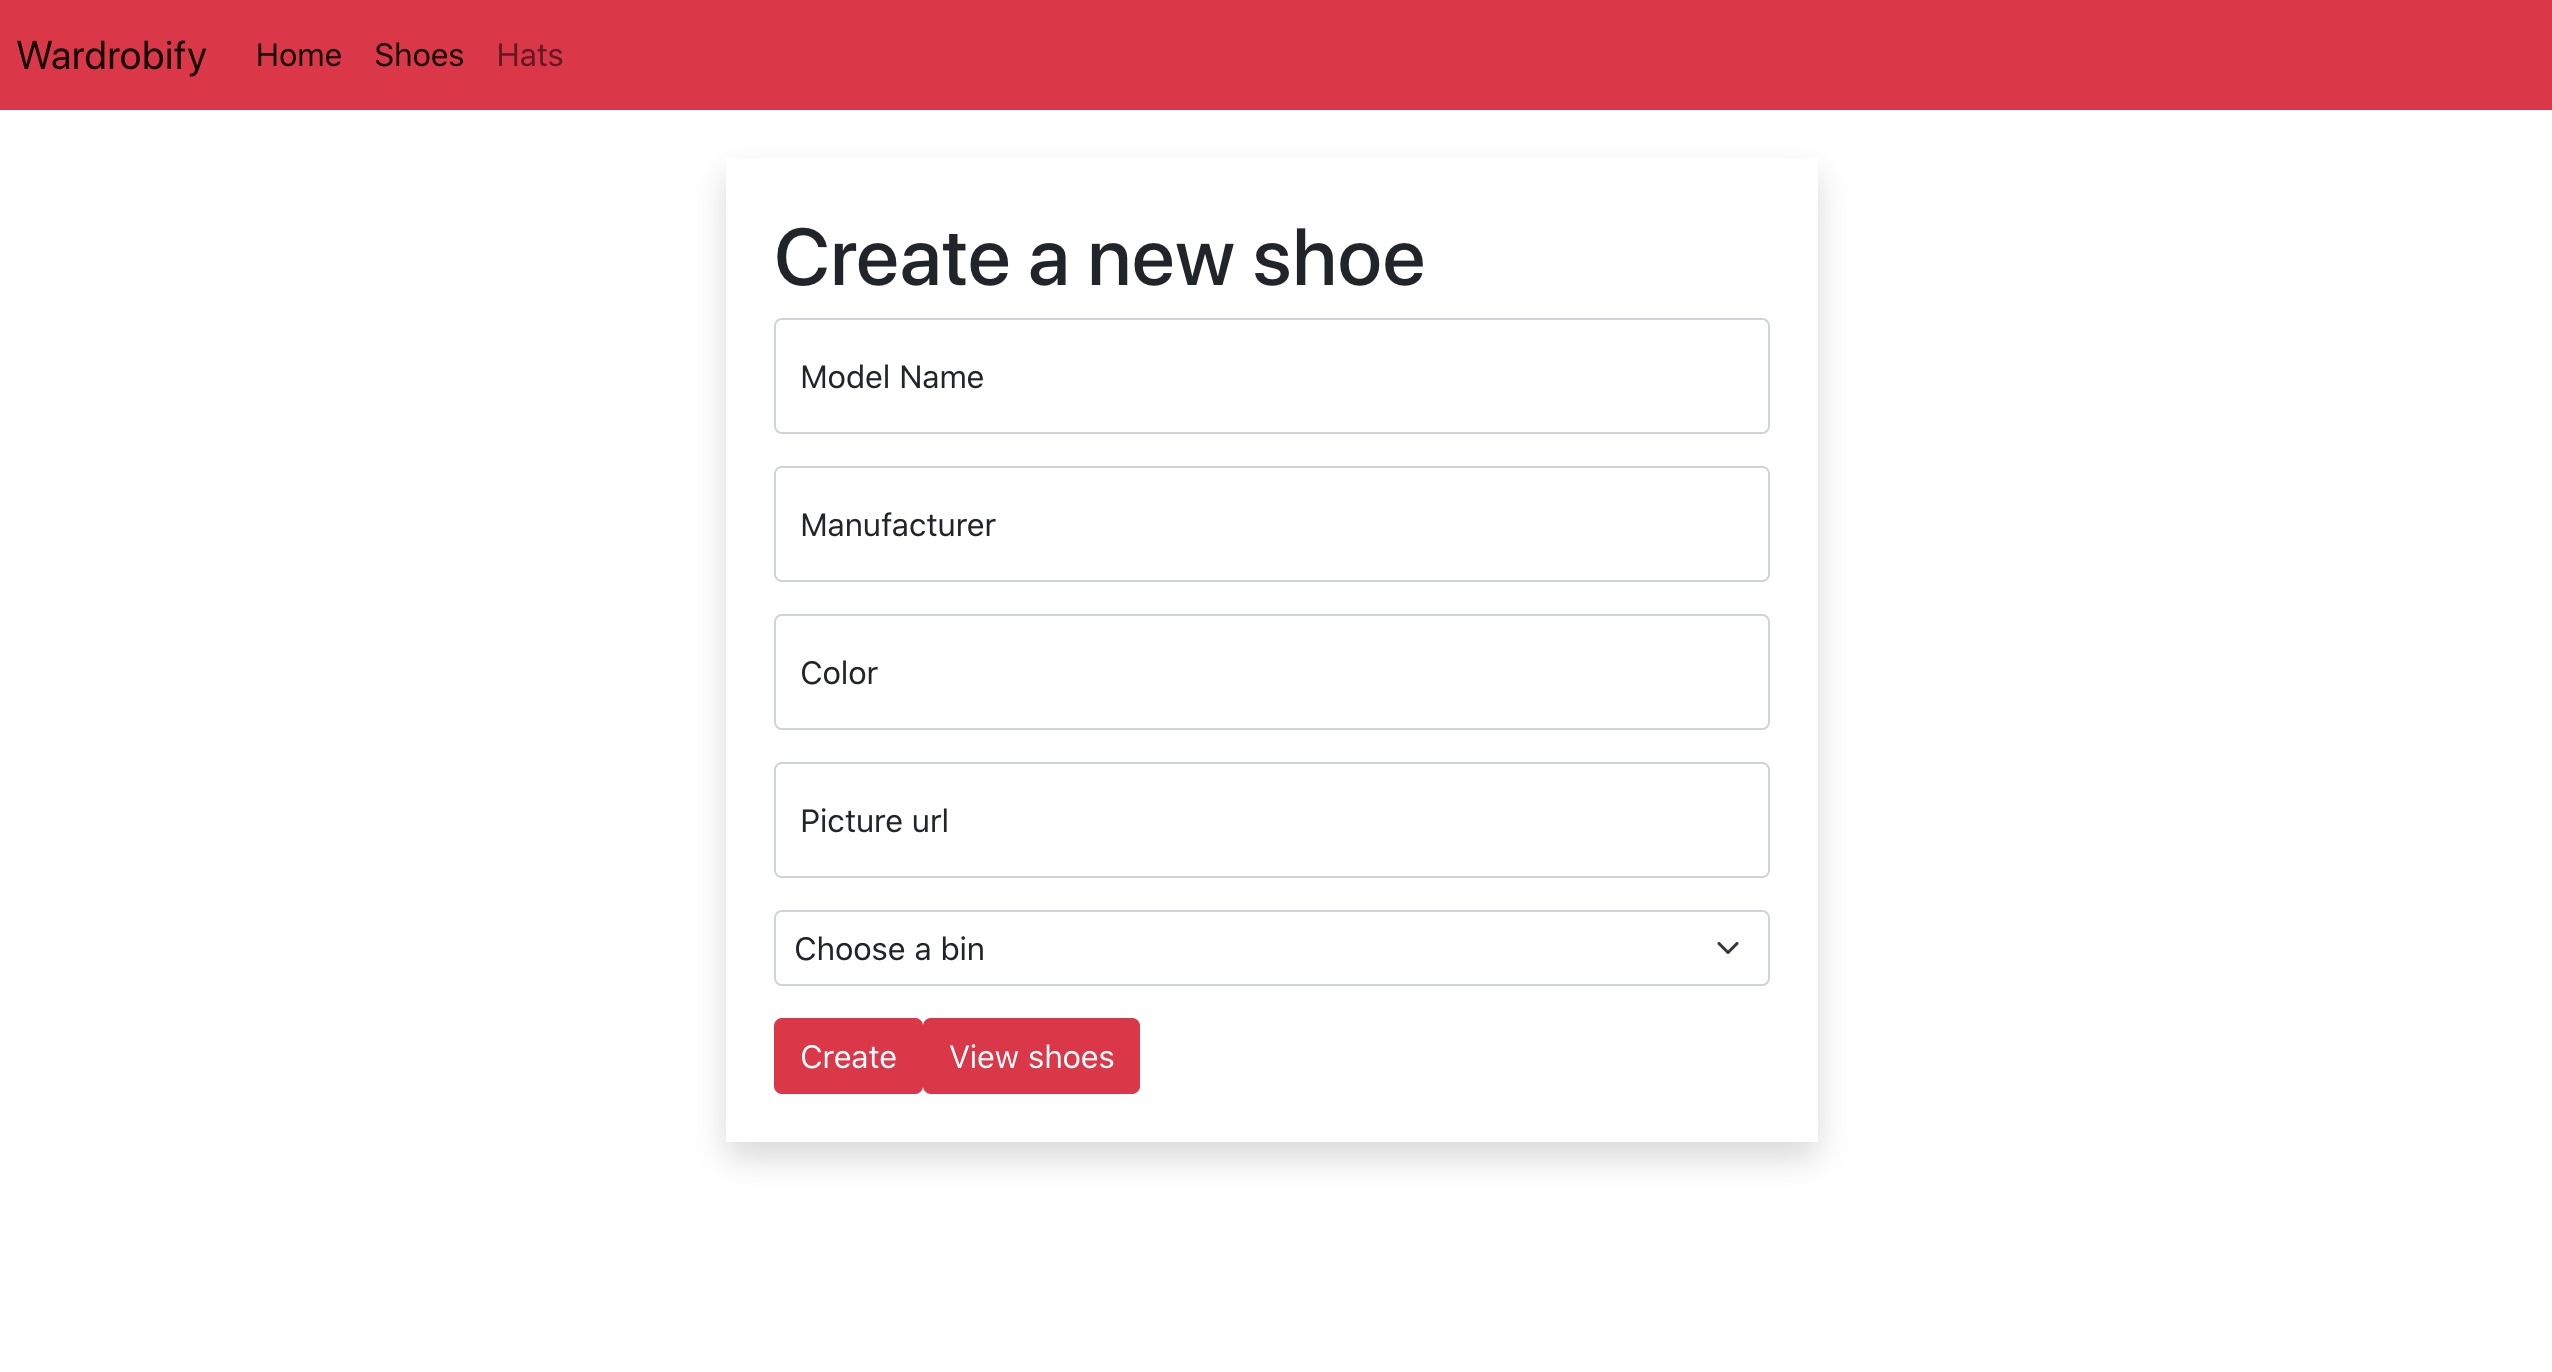 Wardrobify Home Shoes Hats
Create a new shoe
Model Name
Manufacturer
Color
Picture url
Choose a bin
Create View shoes